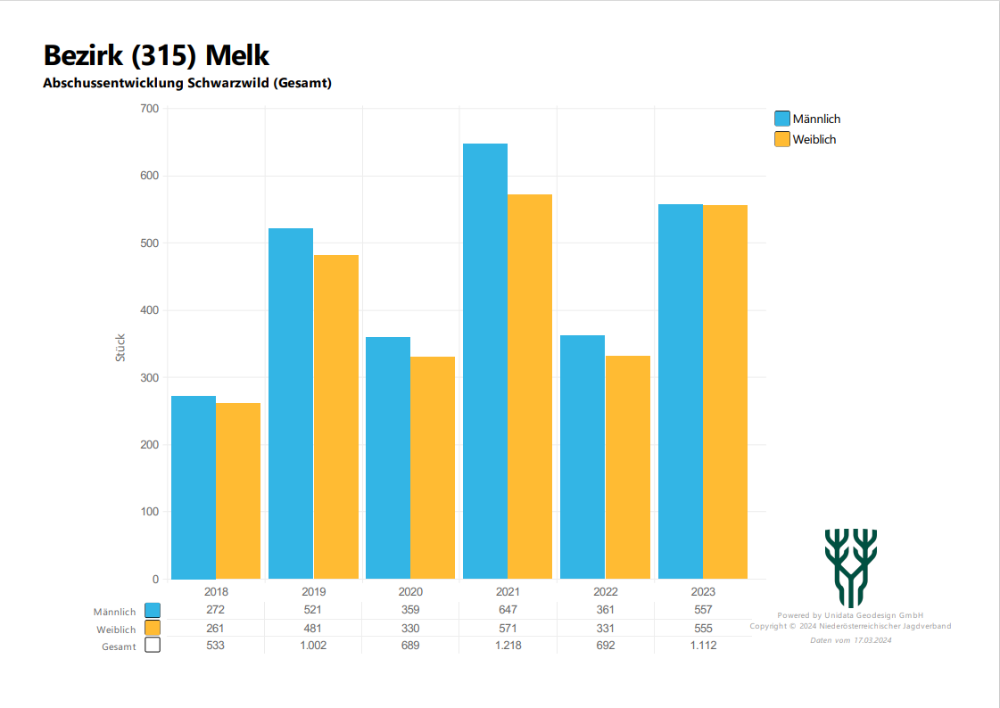 Bezirk (315) Melk
Abschussentwicklung Schwarzwild (Gesamt)
Männlich
Weiblich
Stück
700
600
500
400
300
200
100
0
2018 2019 2020 2021 2022 2023
Männlich 272 521 359 647 361 557
Weiblich 261 481 330 571 331 555
Gesamt 533 1.002 689 1.218 692 1.112
Powered by Unidata Geodesign GmbH
Copyright © 2024 Niederösterreichischer Jagdverband
Daten vom 17.03.2024